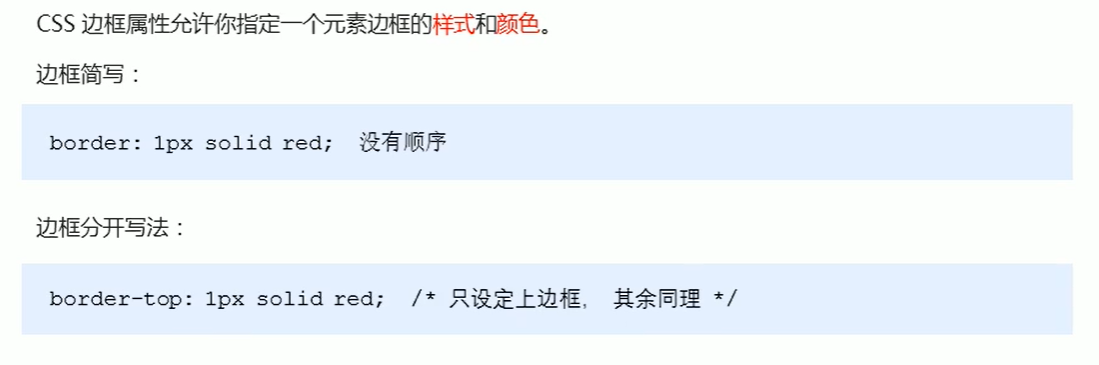 CSS 边框属性允许你指定一个元素边框的样式和颜色。
边框简写：
border: 1px solid red;  没有顺序
边框分开写法：
border-top: 1px solid red;  /* 只设定上边框， 其余同理 */